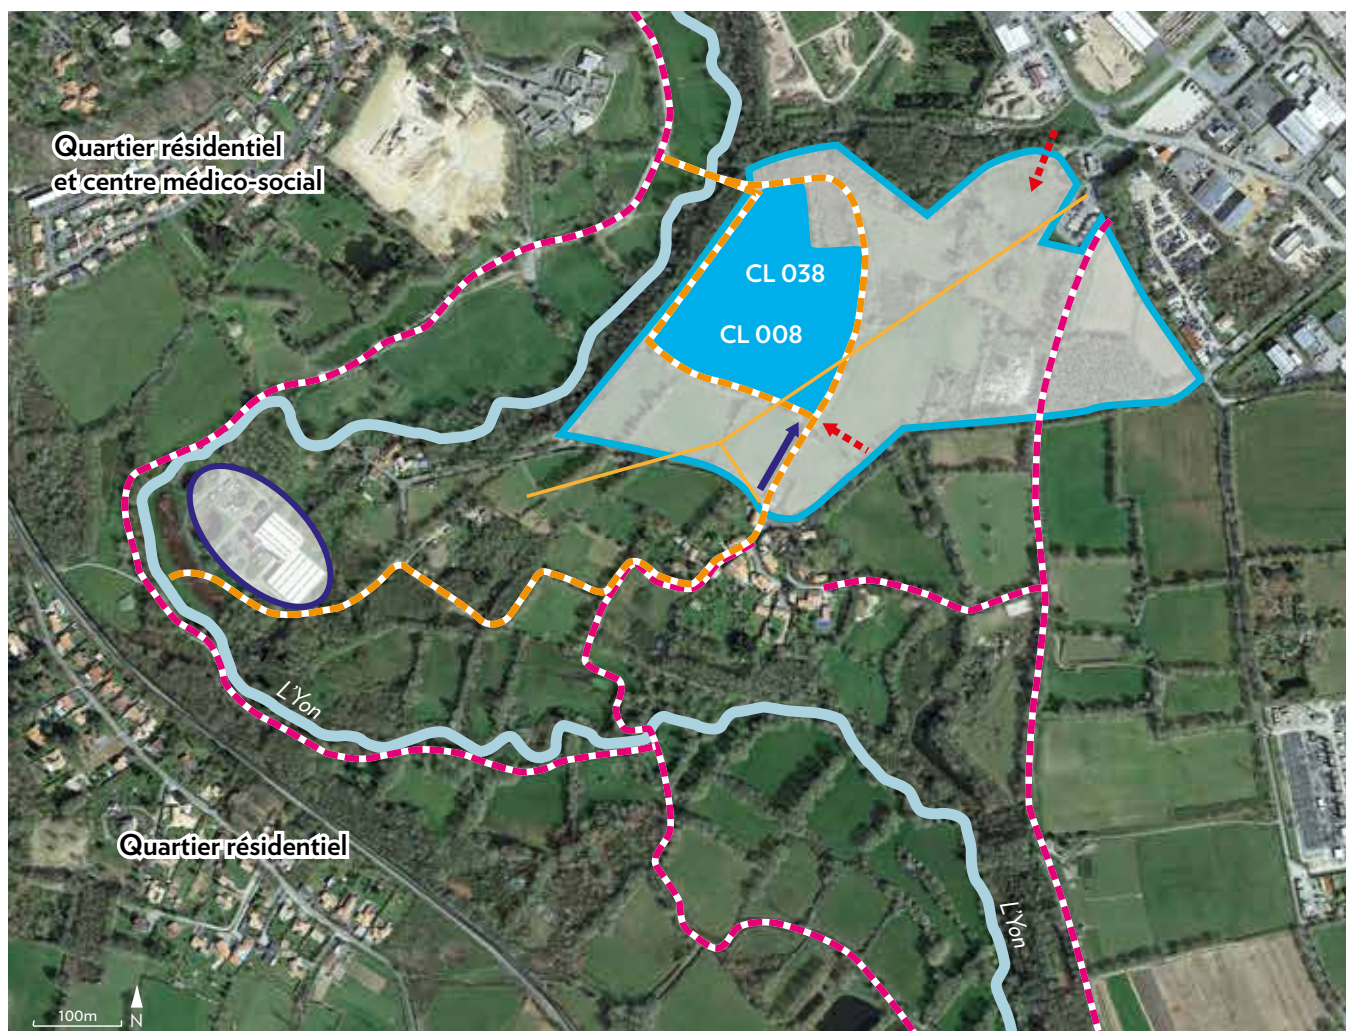 Quartier résidentiel
et centre médico-social
CL 038
CL 008
L'Yon
Quartier résidentiel
L'Yon
100m
N